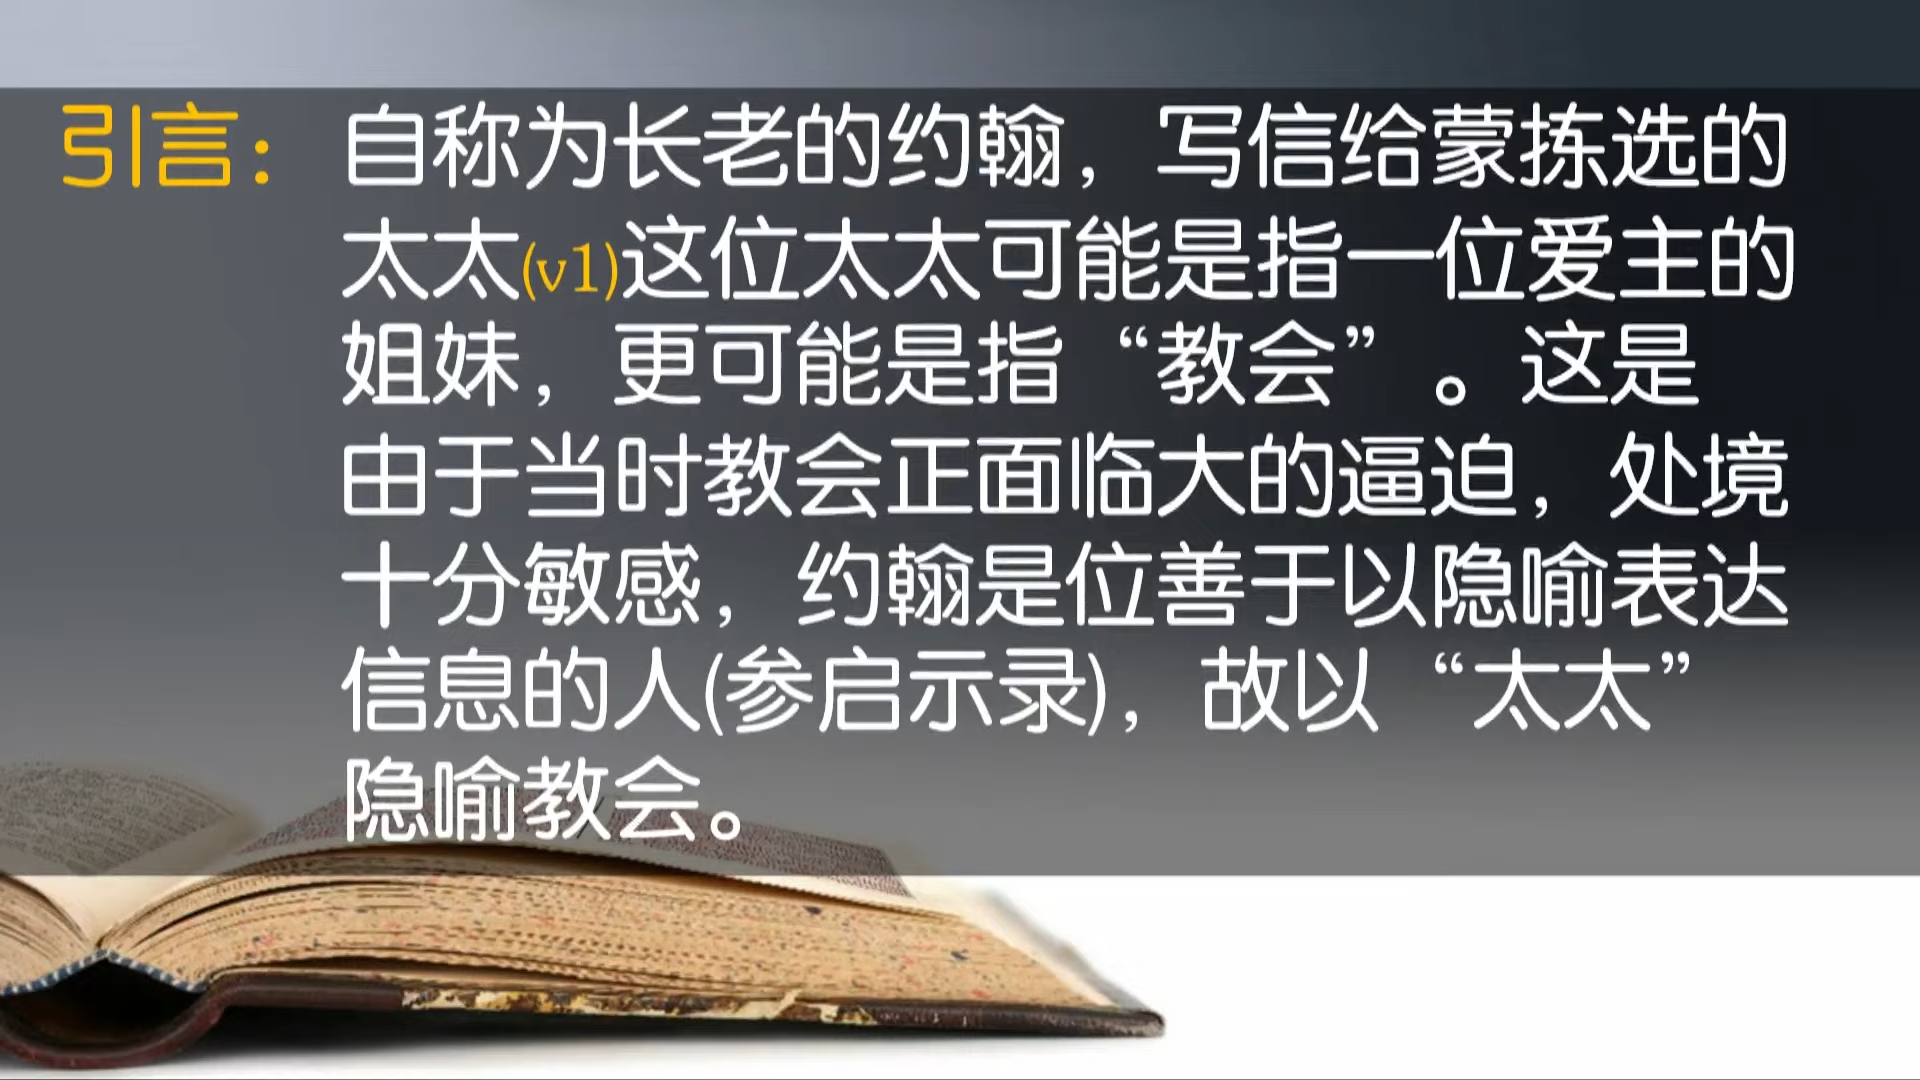 引言： 自称为长老的约翰，写信给蒙拣选的
太太(v1)这位太太可能是指一位爱主的
姐妹，更可能是指“教会”。这是
由于当时教会正面临大的逼迫，处境
十分敏感，约翰是位善于以隐喻表达
信息的人(参启示录)，故以“太太”
隐喻教会。